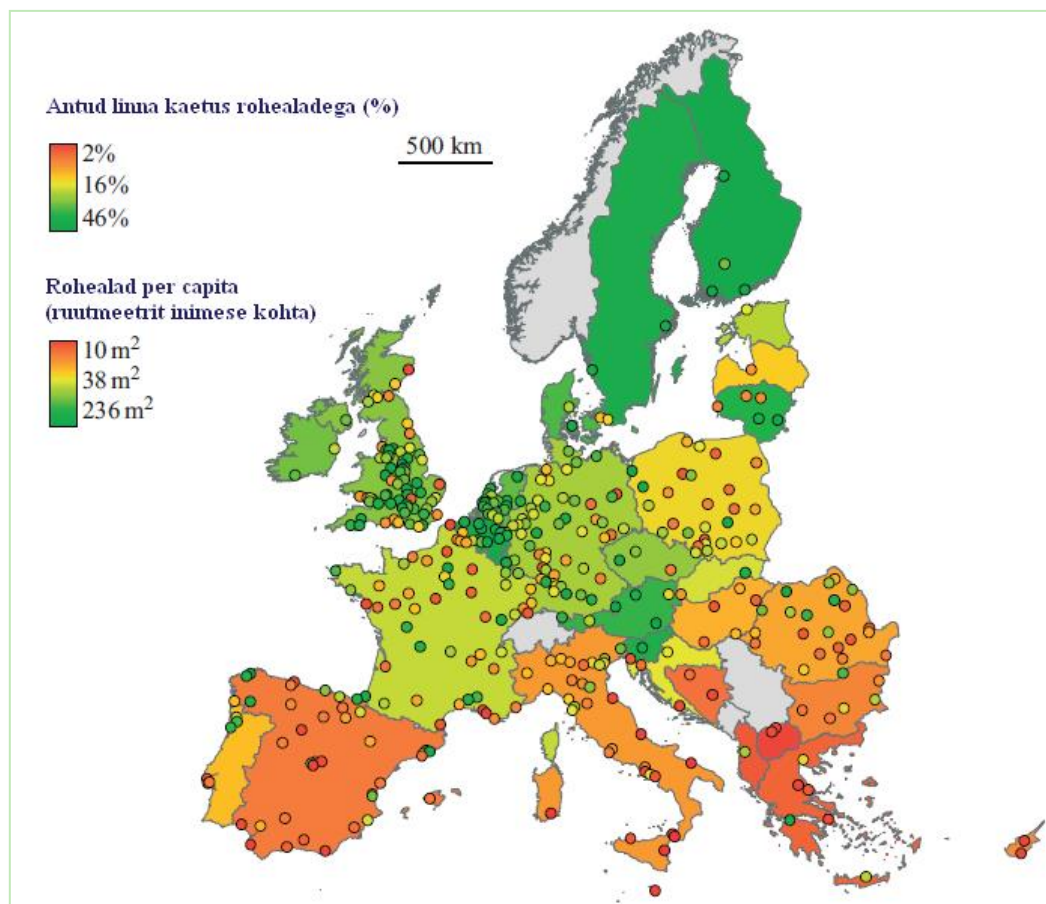 Antud linna kaetus rohealadega (%)
2%
16%
46%
500 km
Rohealad per capita
(ruutmeetrit inimese kohta)
10 m²
38 m²
236 m²